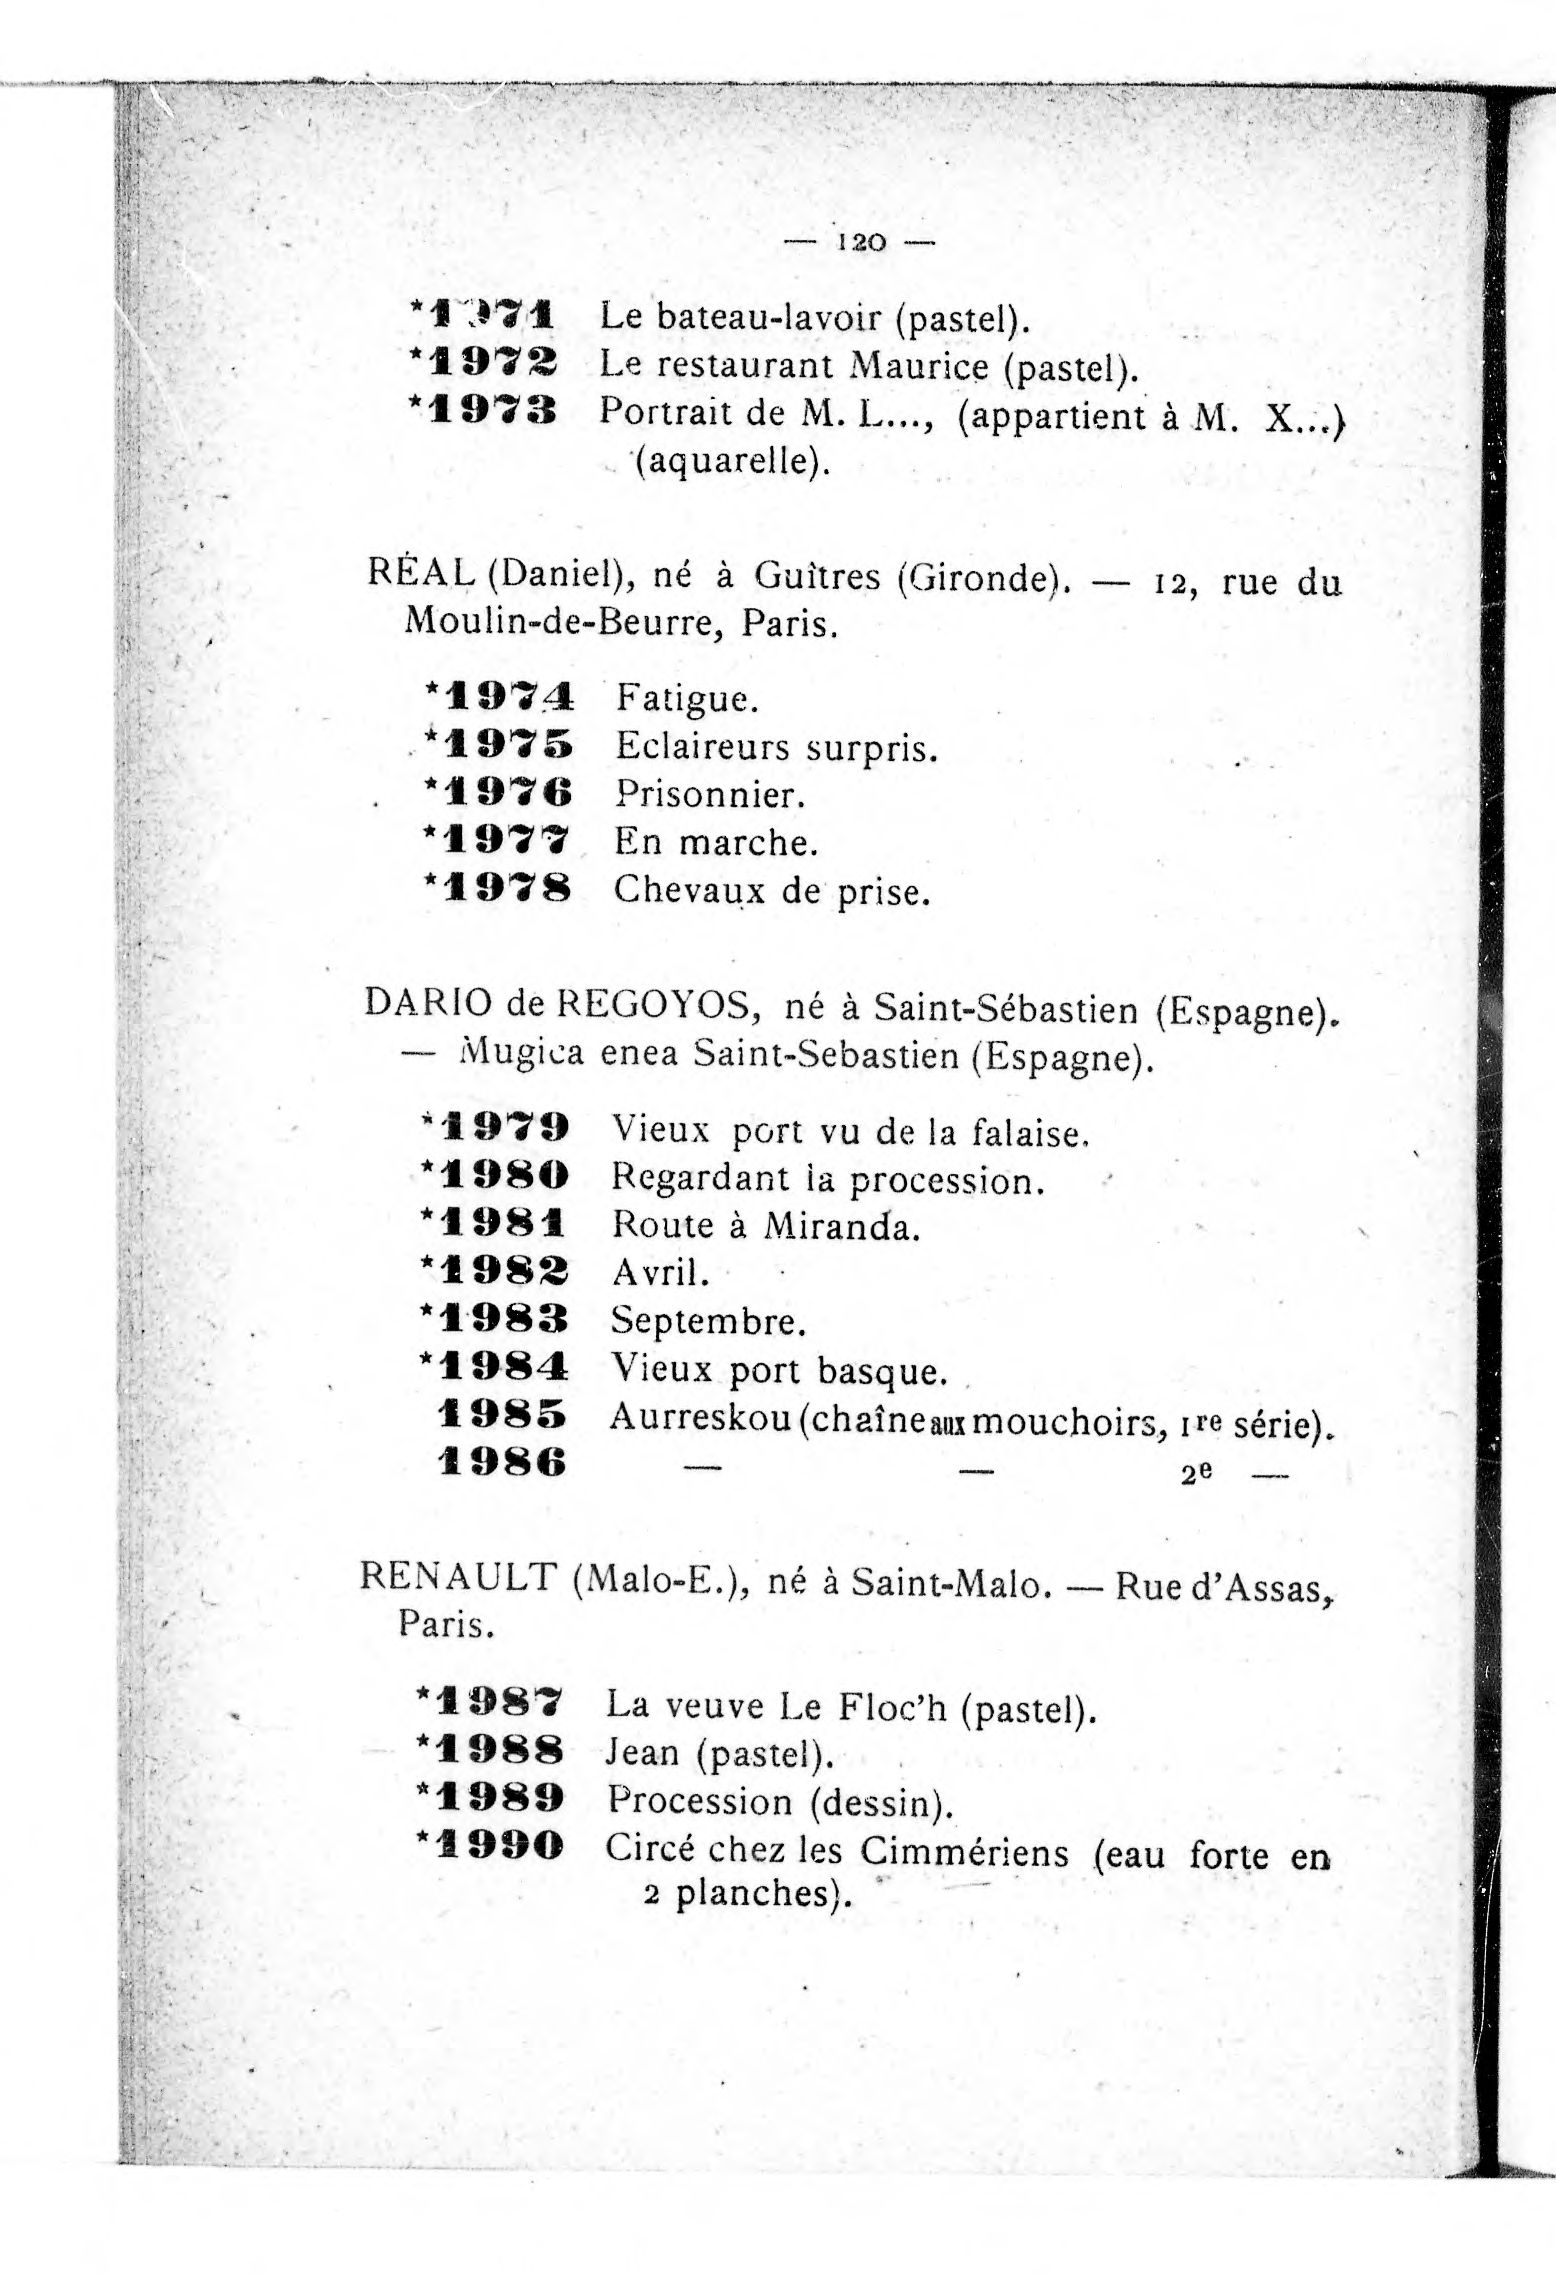 — 120 —
*1971 Le bateau-lavoir (pastel).
*1972 Le restaurant Maurice (pastel).
*1973 Portrait de M. L..., (appartient à M. X...)
(aquarelle).
RÉAL (Daniel), né à Guîtres (Gironde). — 12, rue du
Moulin-de-Beurre, Paris.
*1974 Fatigue.
*1975 Eclaireurs surpris.
*1976 Prisonnier.
*1977 En marche.
*1978 Chevaux de prise.
DARIO de REGOYOS, né à Saint-Sébastien (Espagne).
— Mugica enea Saint-Sebastien (Espagne).
*1979 Vieux port vu de la falaise.
*1980 Regardant la procession.
*1981 Route à Miranda.
*1982 Avril.
*1983 Septembre.
*1984 Vieux port basque.
1985 Aurreskou (chaîne aux mouchoirs, 1re série).
1986 — — 2e —
RENAULT (Malo-E.), né à Saint-Malo. — Rue d'Assas,
Paris.
*1987 La veuve Le Floc'h (pastel).
*1988 Jean (pastel).
*1989 Procession (dessin).
*1990 Circé chez les Cimmériens (eau forte en
2 planches).